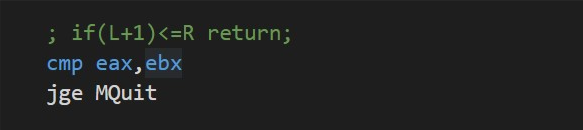 ; if(L+1)<=R return;
cmp eax,ebx
jge MQuit